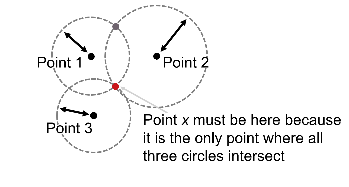 Point 1
Point 2
Point 3
Point x must be here because
it is the only point where all
three circles intersect